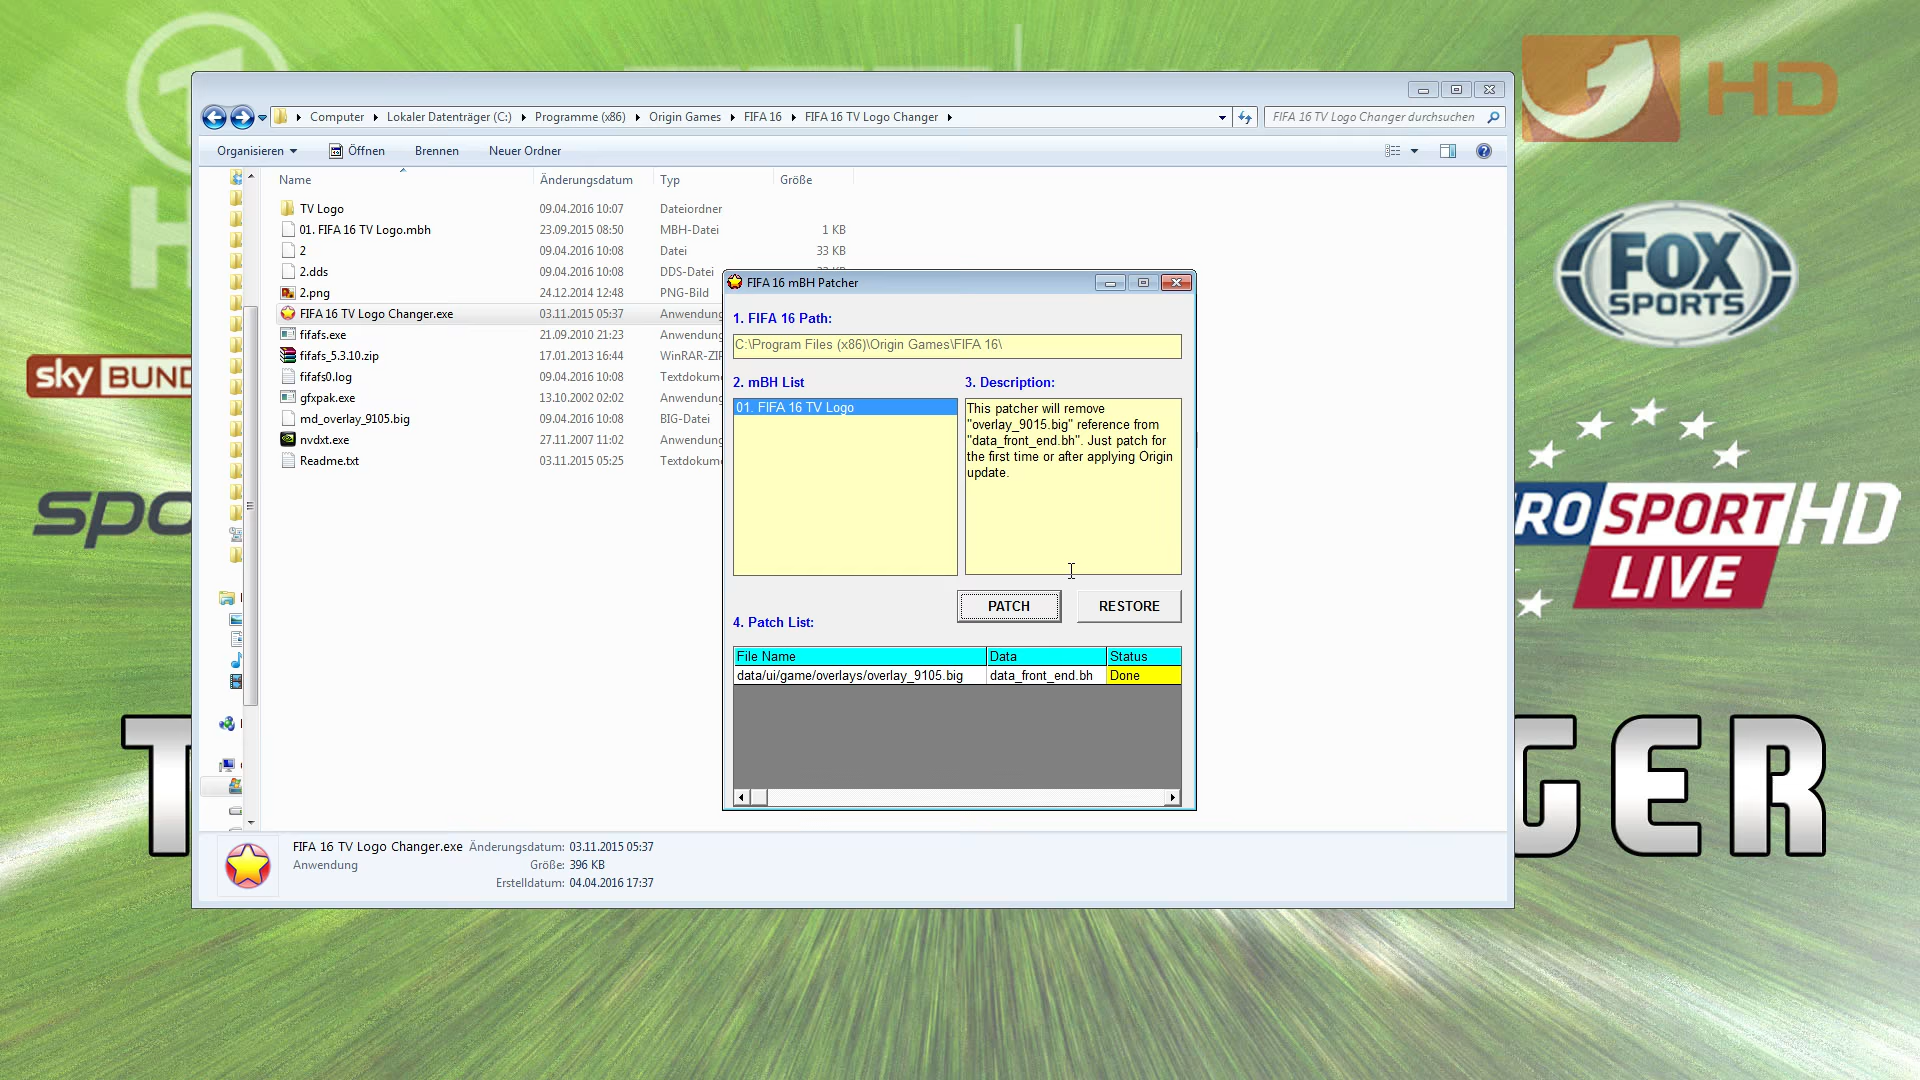 HD
Computer
Lokaler Datenträger (C:)
Programme (x86)
Origin Games
FIFA 16
FIFA 16 TV Logo Changer
FIFA 16 TV Logo Changer durchsuchen
Organisieren
Öffnen
Brennen
Neuer Ordner
Name Änderungsdatum Typ Größe
TV Logo 09.04.2016 10:07 Dateiordner
01. FIFA 16 TV Logo.mbh 23.09.2015 08:50 MBH-Datei 1 KB
2 09.04.2016 10:08 Datei 33 KB
2.dds 09.04.2016 10:08 DDS-Datei
2.png 24.12.2014 12:48 PNG-Bild
FIFA 16 TV Logo Changer.exe 03.11.2015 05:37 Anwendung
fifafs.exe 21.09.2010 21:23 Anwendung
fifafs_5.3.10.zip 17.01.2013 16:44 WinRAR-ZIP
fifafs0.log 09.04.2016 10:08 Textdokum
gfxpak.exe 13.10.2002 02:02 Anwendung
md_overlay_9105.big 09.04.2016 10:08 BIG-Datei
nvdxt.exe 27.11.2007 11:02 Anwendung
Readme.txt 03.11.2015 05:25 Textdokum
FIFA 16 mBH Patcher
1. FIFA 16 Path:
C:\Program Files (x86)\Origin Games\FIFA 16\
2. mBH List
01. FIFA 16 TV Logo
3. Description:
This patcher will remove
"overlay_9015.big" reference from
"data_front_end.bh". Just patch for
the first time or after applying Origin
update.
PATCH
RESTORE
4. Patch List:
File Name Data Status
data/ui/game/overlays/overlay_9105.big data_front_end.bh Done
FIFA 16 TV Logo Changer.exe
Anwendung
Änderungsdatum: 03.11.2015 05:37
Größe: 396 KB
Erstelldatum: 04.04.2016 17:37
sky BUND
FOX
SPORTS
ROSPORT HD
LIVE
T
GER